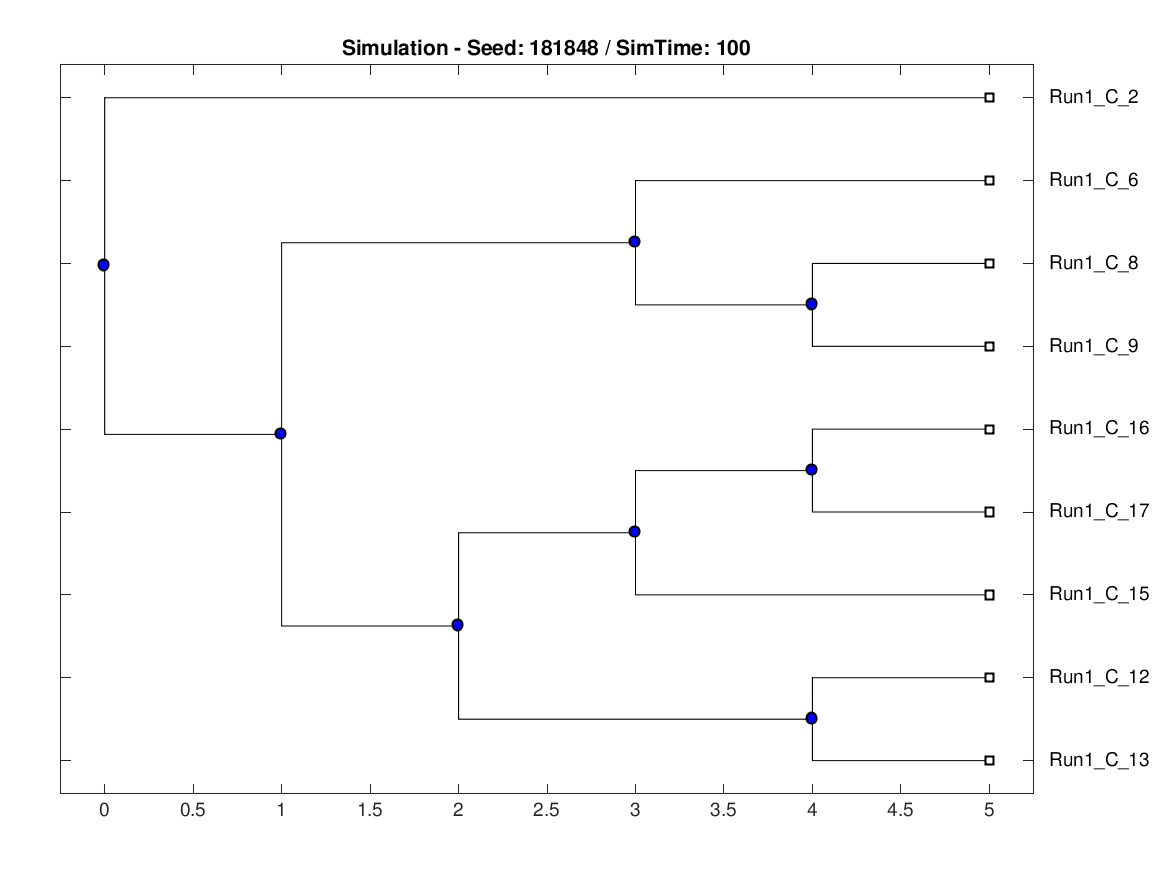 Simulation - Seed: 181848 / SimTime: 100
Run1_C_2
Run1_C_6
Run1_C_8
Run1_C_9
Run1_C_16
Run1_C_17
Run1_C_15
Run1_C_12
Run1_C_13
0 0.5 1 1.5 2 2.5 3 3.5 4 4.5 5